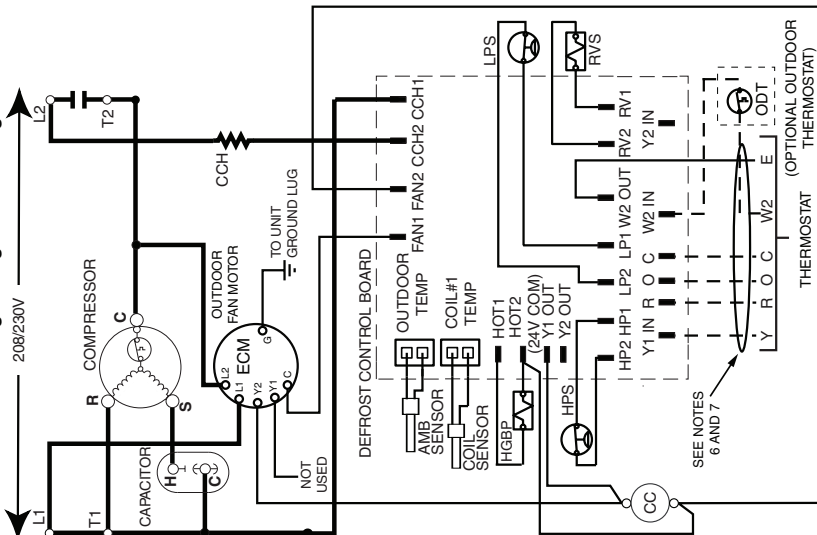 208/230V
L1
L2
T1
T2
CCH
COMPRESSOR
R
S
C
CAPACITOR
H
C
OUTDOOR
FAN MOTOR
ECM
L2
L1
Y2
Y1
C
G
TO UNIT
GROUND LUG
NOT
USED
DEFROST CONTROL BOARD
FAN1
FAN2
CCH2
CCH1
OUTDOOR
TEMP
AMB
SENSOR
COIL#1
TEMP
COIL
SENSOR
HOT1
HOT2
(24V COM)
Y1 OUT
Y2 OUT
HGBP
HPS
HP2
HP1
LP2
LP1
W2 OUT
RV2
RV1
Y1 IN
R
O
C
W2 IN
Y2 IN
LPS
RVS
CC
SEE NOTES
6 AND 7
Y
R
O
C
W2
E
THERMOSTAT
ODT
(OPTIONAL OUTDOOR
THERMOSTAT)